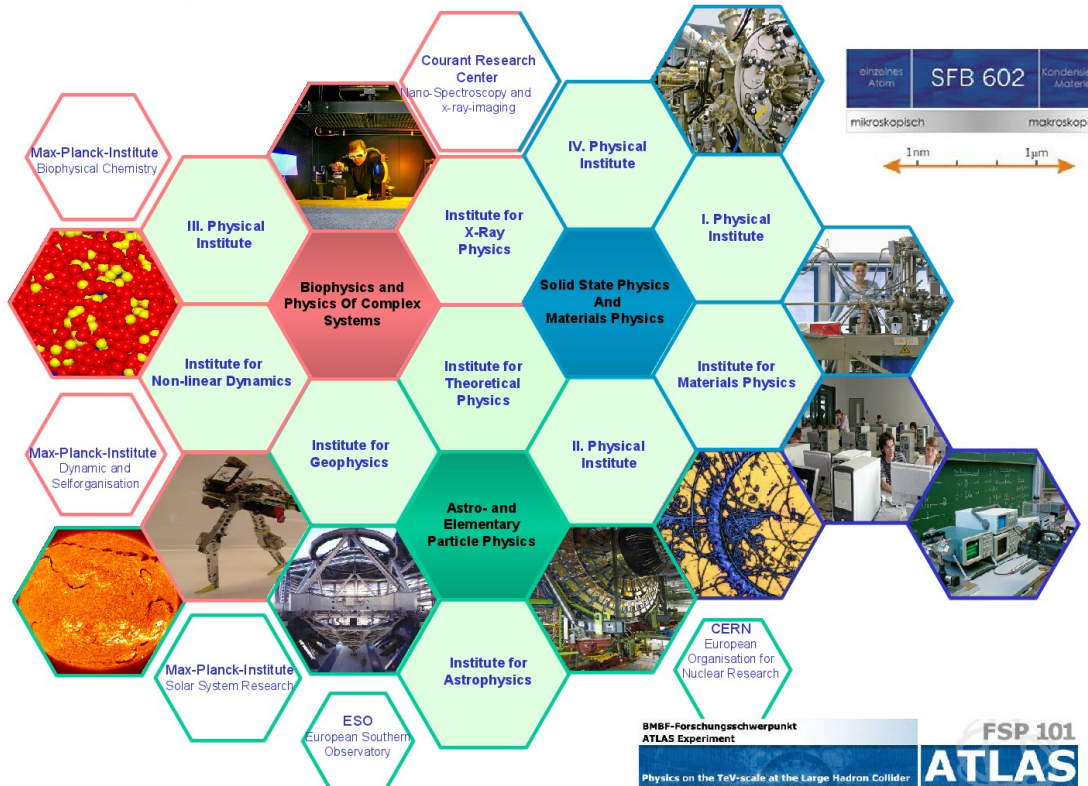 Courant Research
Center
Nano-Spectroscopy and
x-ray-imaging
einzelnes
Atom
SFB 602
Kondensie
Materie
mikroskopisch
makroskopi
1nm
1μm
Max-Planck-Institute
Biophysical Chemistry
IV. Physical
Institute
III. Physical
Institute
Institute for
X-Ray
Physics
I. Physical
Institute
Biophysics and
Physics Of Complex
Systems
Solid State Physics
And
Materials Physics
Institute for
Non-linear Dynamics
Institute for
Theoretical
Physics
Institute for
Materials Physics
Max-Planck-Institute
Dynamic and
Selforganisation
Institute for
Geophysics
II. Physical
Institute
Astro- and
Elementary
Particle Physics
Max-Planck-Institute
Solar System Research
Institute for
Astrophysics
CERN
European
Organisation for
Nuclear Research
ESO
European Southern
Observatory
BMBF-Forschungsschwerpunkt
ATLAS Experiment
Physics on the TeV-scale at the Large Hadron Collider
FSP 101
ATLAS